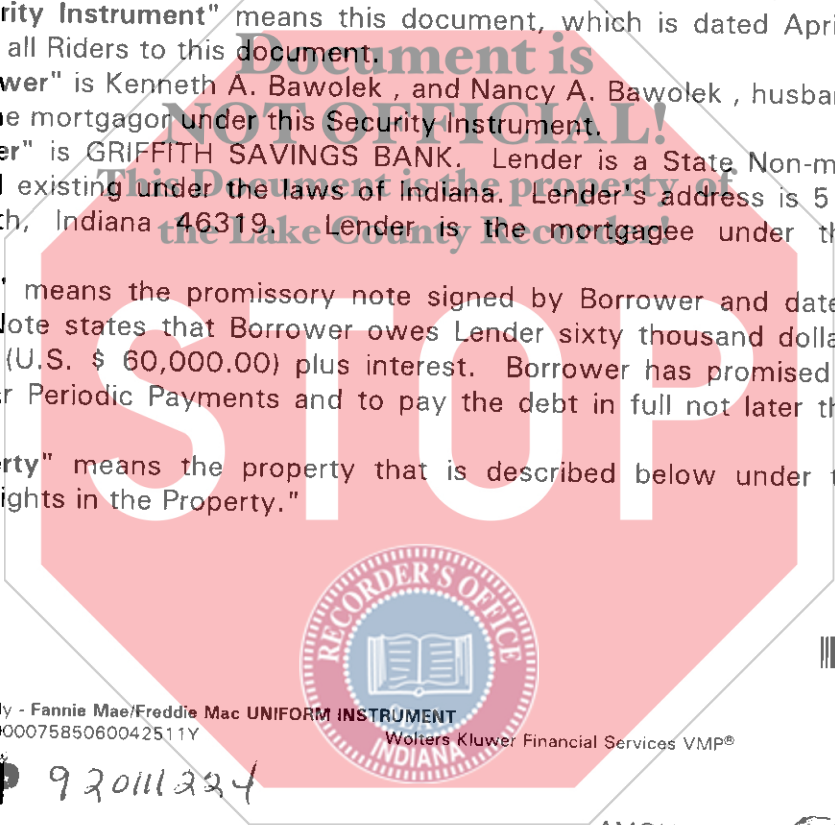 rity Instrument" means this document, which is dated Apri
all Riders to this document.
Document is
wer" is Kenneth A. Bawolek , and Nancy A. Bawolek , husba
e mortgagor under this Security Instrument.
NOT OFFICIAL!
er" is GRIFFITH SAVINGS BANK. Lender is a State Non-m
existing under the laws of Indiana. Lender's address is 5
This Document is the property of
th, Indiana 46319. Lender is the mortgagee under th
the Lake County Recorder!
" means the promissory note signed by Borrower and date
Note states that Borrower owes Lender sixty thousand dolla
(U.S. $ 60,000.00) plus interest. Borrower has promised
r Periodic Payments and to pay the debt in full not later th
STOP
rty" means the property that is described below under t
ights in the Property."
RECORDER'S OFFICE
SEAL
INDIANA
ly - Fannie Mae/Freddie Mac UNIFORM INSTRUMENT
00007585060042511Y
Wolters Kluwer Financial Services VMP®
920111224